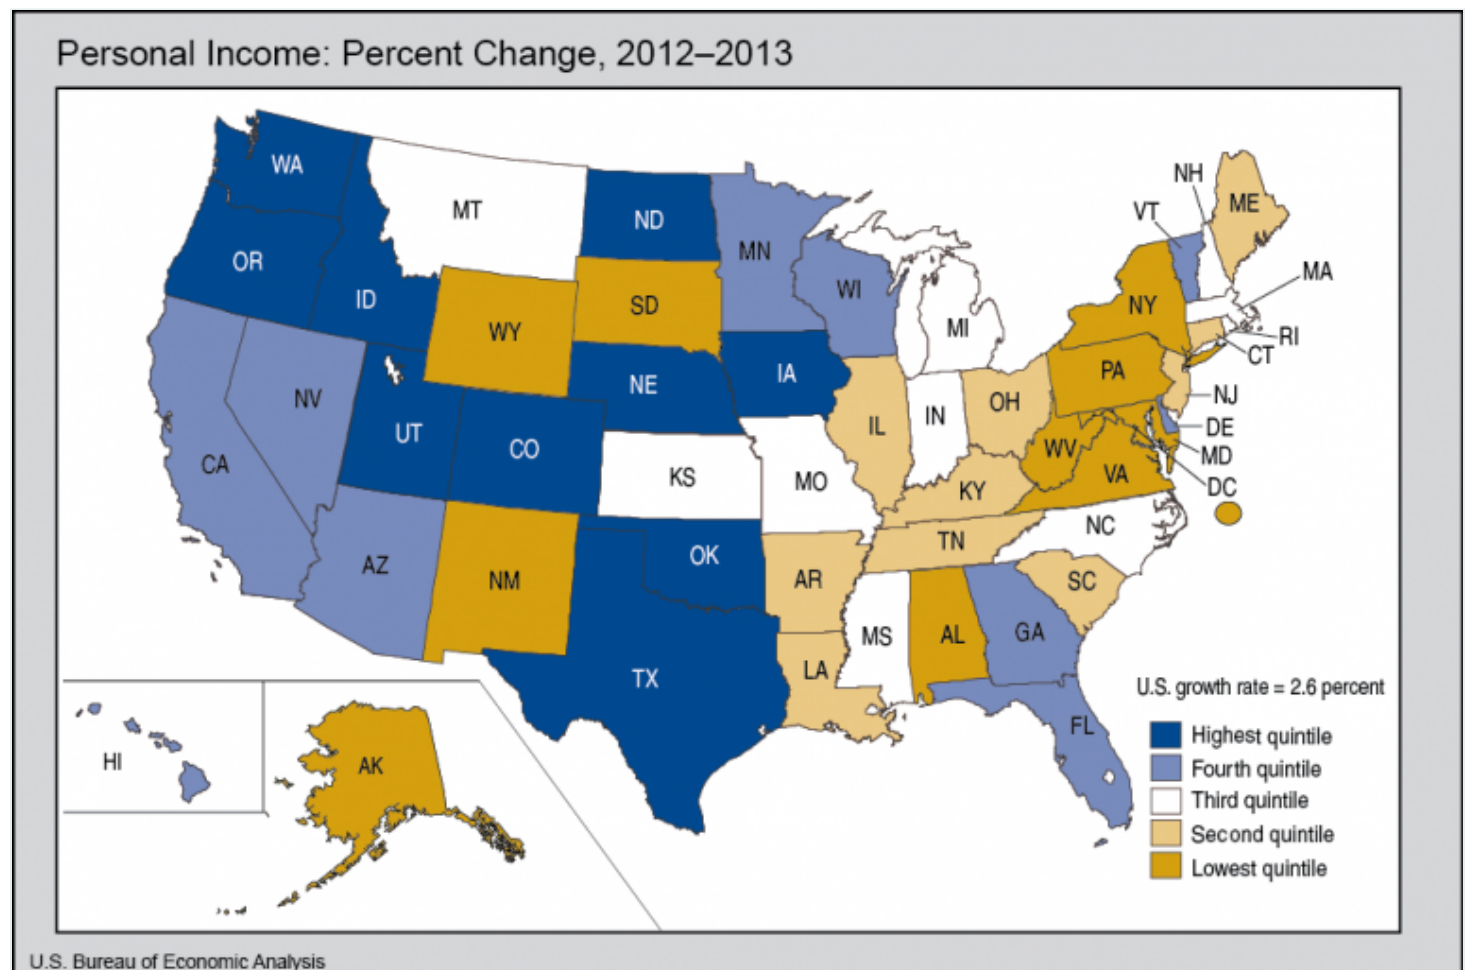 Personal Income: Percent Change, 2012–2013
WA
MT
ND
MN
OR
ID
WY
SD
WI
MI
NH
VT
ME
MA
NY
RI
CT
PA
NJ
DE
MD
DC
NV
CA
UT
CO
NE
IA
KS
MO
IL
IN
OH
WV
VA
KY
NC
TN
SC
AZ
NM
OK
TX
AR
LA
MS
AL
GA
FL
HI
AK
U.S. growth rate = 2.6 percent
Highest quintile
Fourth quintile
Third quintile
Second quintile
Lowest quintile
U.S. Bureau of Economic Analysis